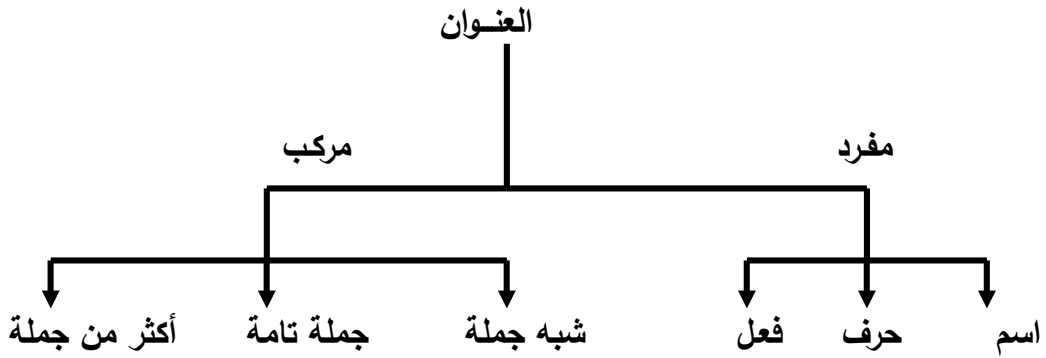 العنوان
مفرد مركب
اسم حرف فعل شبه جملة جملة تامة أكثر من جملة